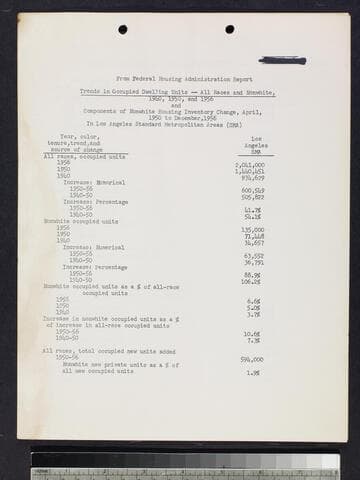 From Federal Housing Administration Report
Trends in Occupied Dwelling Units -- All Races and Nonwhite,
1940, 1950, and 1956
and
Components of Nonwhite Housing Inventory Change, April,
1950 to December, 1956
In Los Angeles Standard Metropolitan Areas (SMA)
Year, color, Los
tenure, trend, and Angeles
source of change SMA
All races, occupied units
1956 2,041,000
1950 1,440,451
1940 934,629
Increase: Numerical
1950-56 600,549
1940-50 505,822
Increase: Percentage
1950-56 41.7%
1940-50 54.1%
Nonwhite occupied units
1956 135,000
1950 71,448
1940 34,657
Increase: Numerical
1950-56 63,552
1940-50 36,791
Increase: Percentage
1950-56 88.9%
1940-50 106.2%
Nonwhite occupied units as a % of all-race
occupied units
1956 6.6%
1950 5.0%
1940 3.7%
Increase in nonwhite occupied units as a %
of increase in all-race occupied units
1950-56 10.6%
1940-50 7.3%
All races, total occupied new units added
1950-56 594,000
Nonwhite new private units as a % of
all new occupied units 1.9%